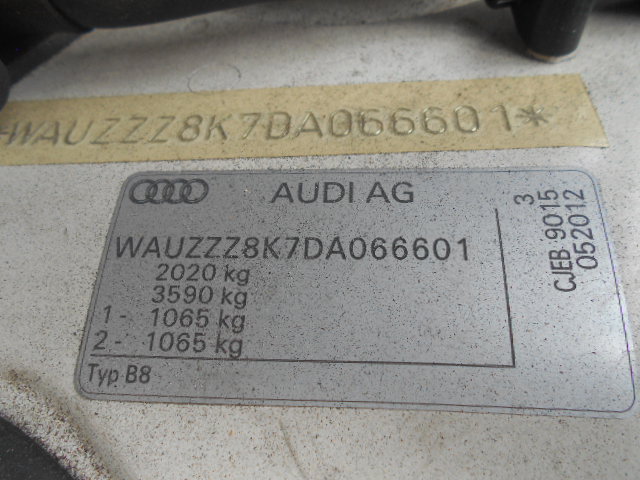 *WAUZZZ8K7DA066601*
AUDI AG
WAUZZZ8K7DA066601
2020 kg
3590 kg
1- 1065 kg
2- 1065 kg
Typ B8
3
CJEB 9015
052012